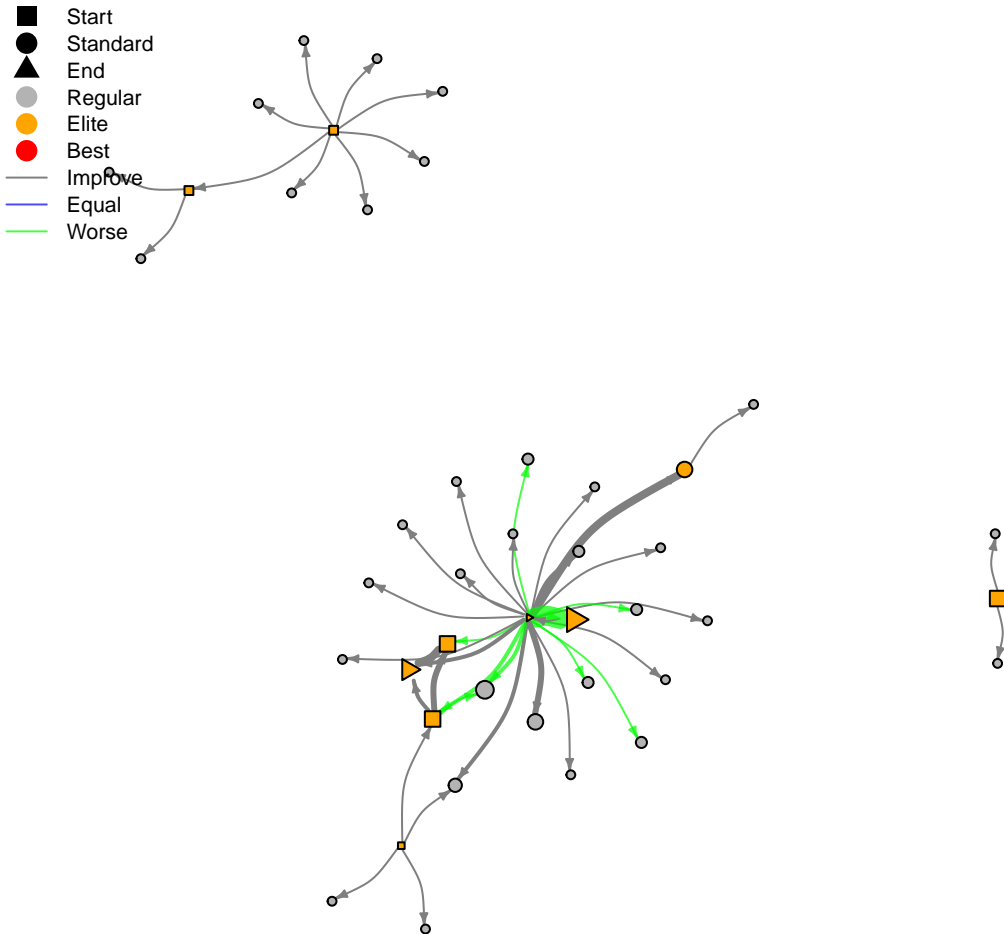 Start
Standard
End
Regular
Elite
Best
Improve
Equal
Worse